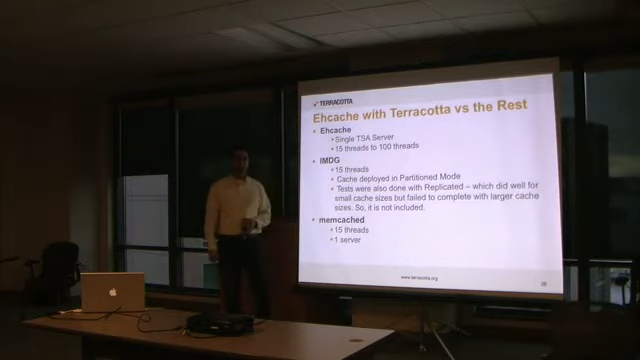 TERRACOTTA
Ehcache with Terracotta vs the Rest
• Ehcache
• Single TSA Server
• 15 threads to 100 threads
• IMDG
• 15 threads
• Cache deployed in Partitioned Mode
• Tests were also done with Replicated – which did well for
small cache sizes but failed to complete with larger cache
sizes. So, it is not included.
• memcached
• 15 threads
• 1 server
www.terracotta.org